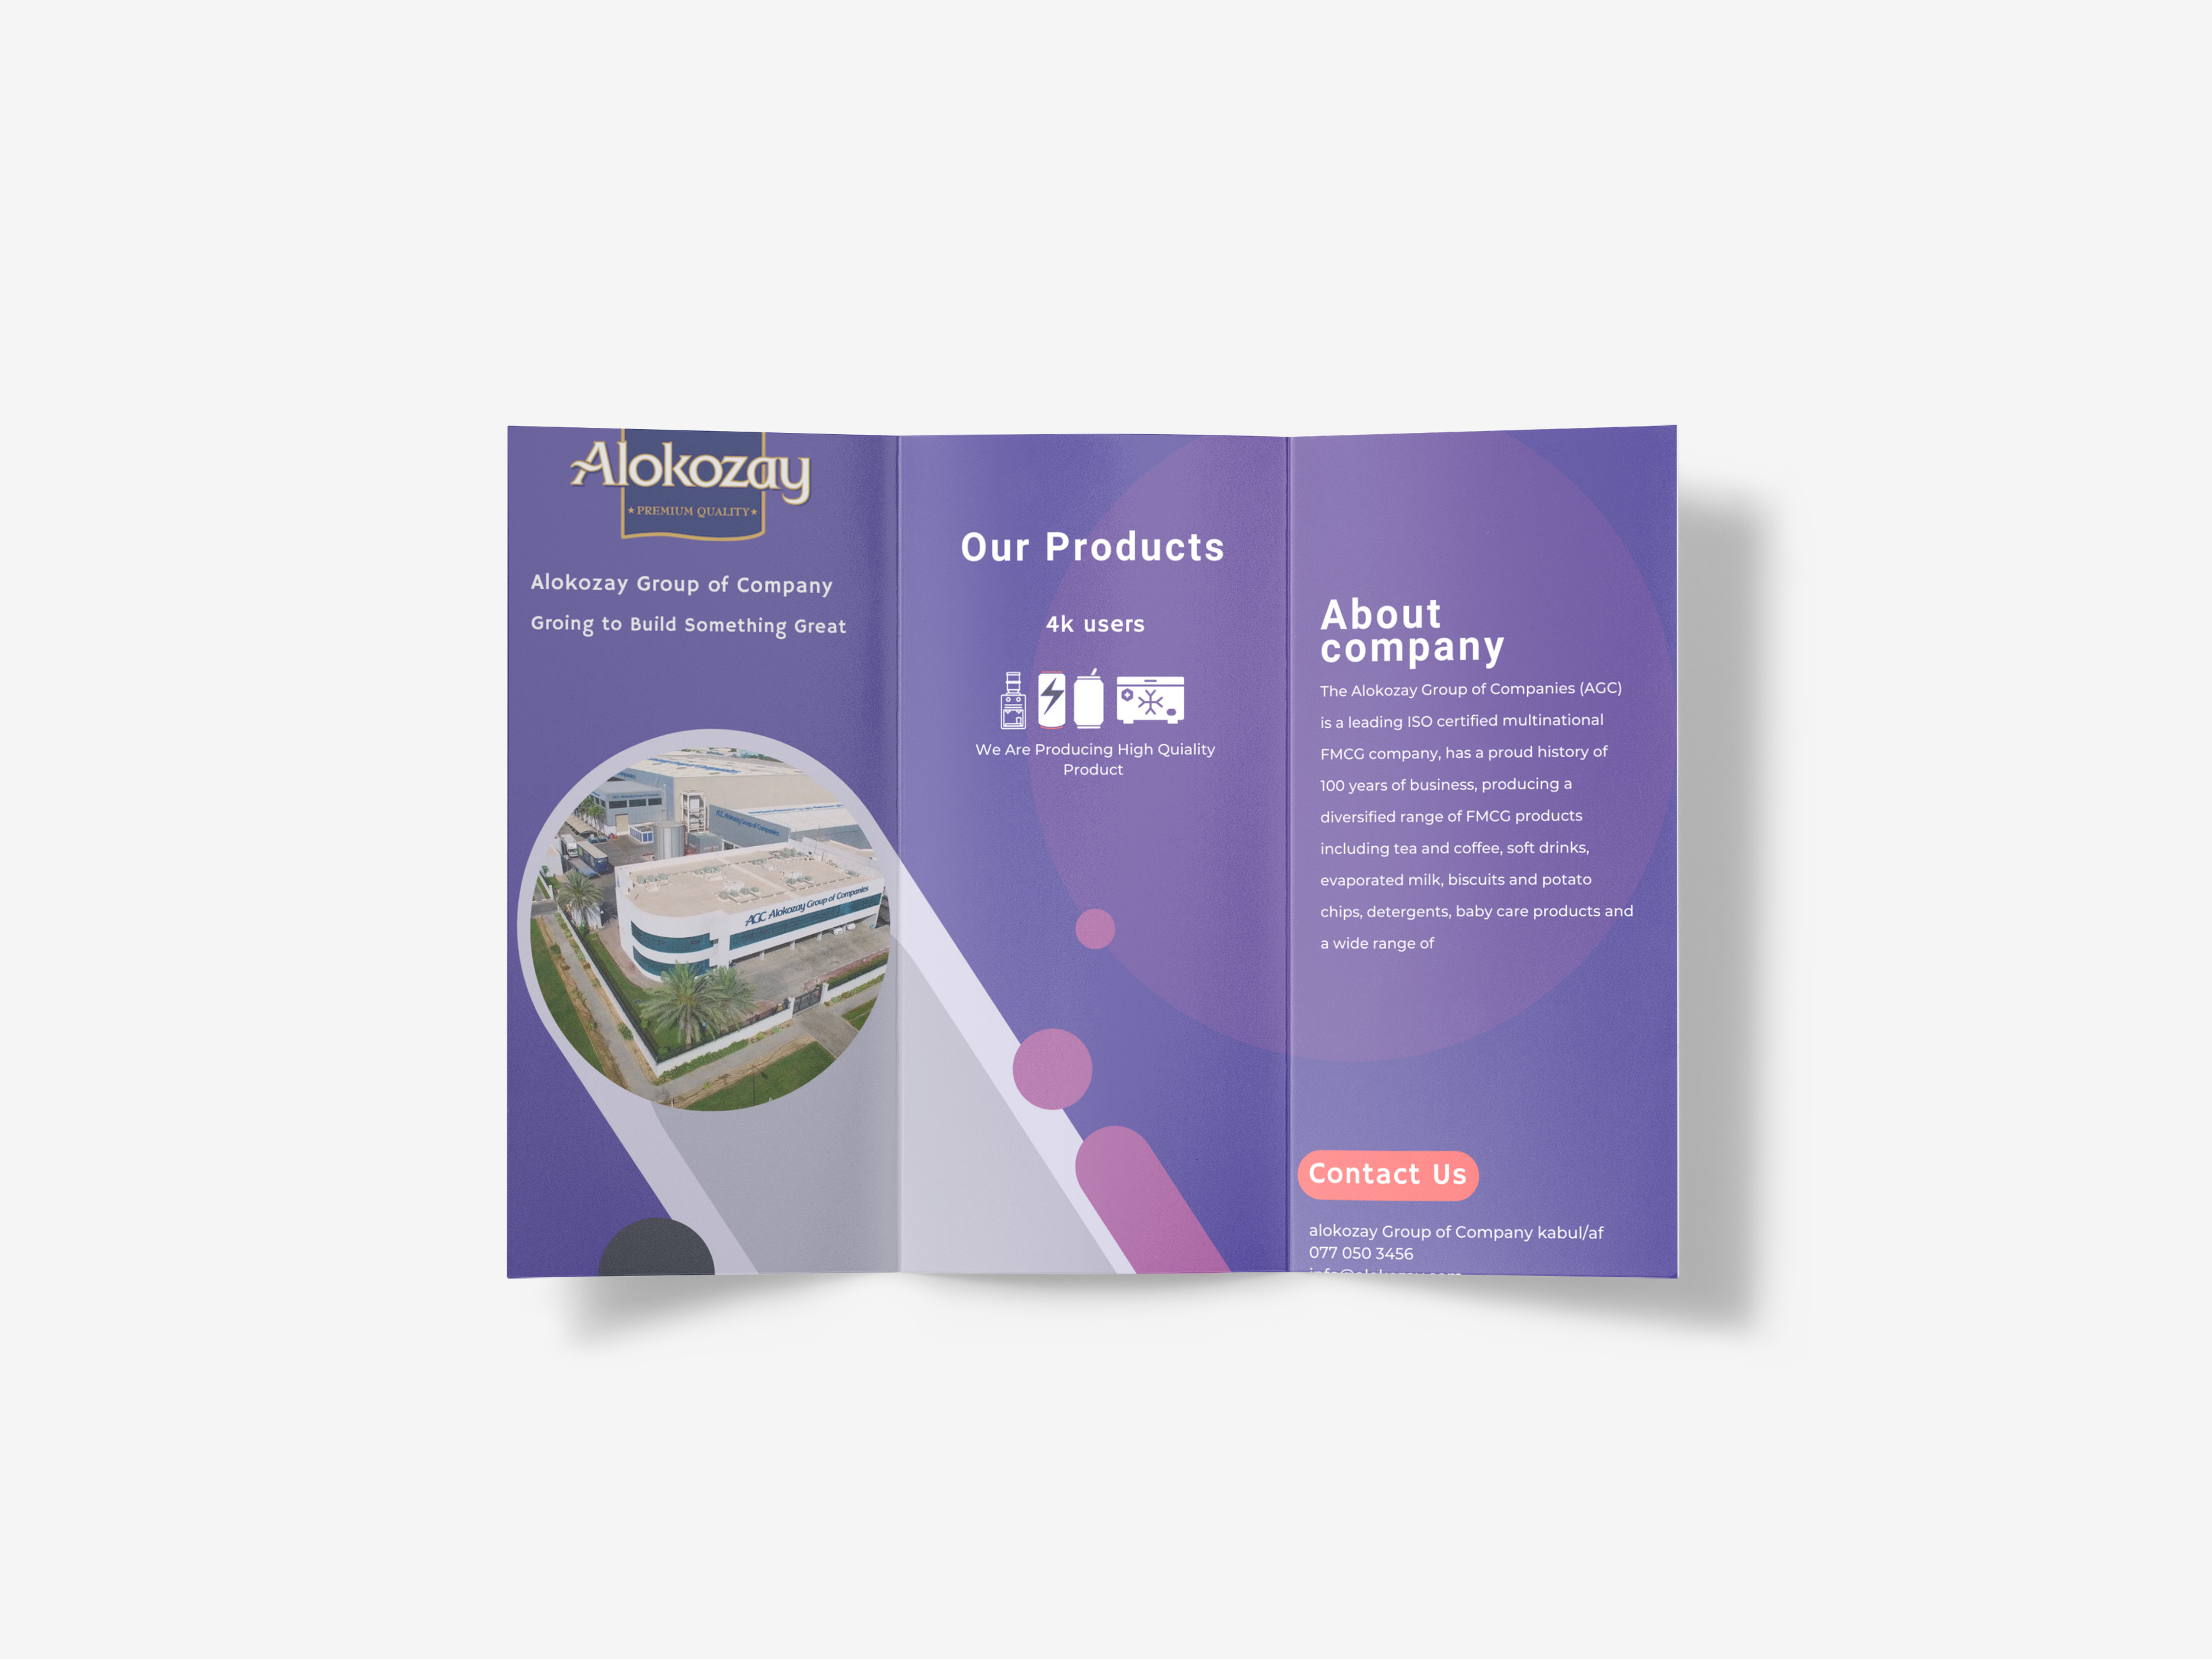 Alokozay
PREMIUM QUALITY
Alokozay Group of Company
Groing to Build Something Great
AGC Alokozay Group of Companies
Our Products
4k users
We Are Producing High Quiality
Product
About
company
The Alokozay Group of Companies (AGC)
is a leading ISO certified multinational
FMCG company, has a proud history of
100 years of business, producing a
diversified range of FMCG products
including tea and coffee, soft drinks,
evaporated milk, biscuits and potato
chips, detergents, baby care products and
a wide range of
Contact Us
alokozay Group of Company kabul/af
077 050 3456